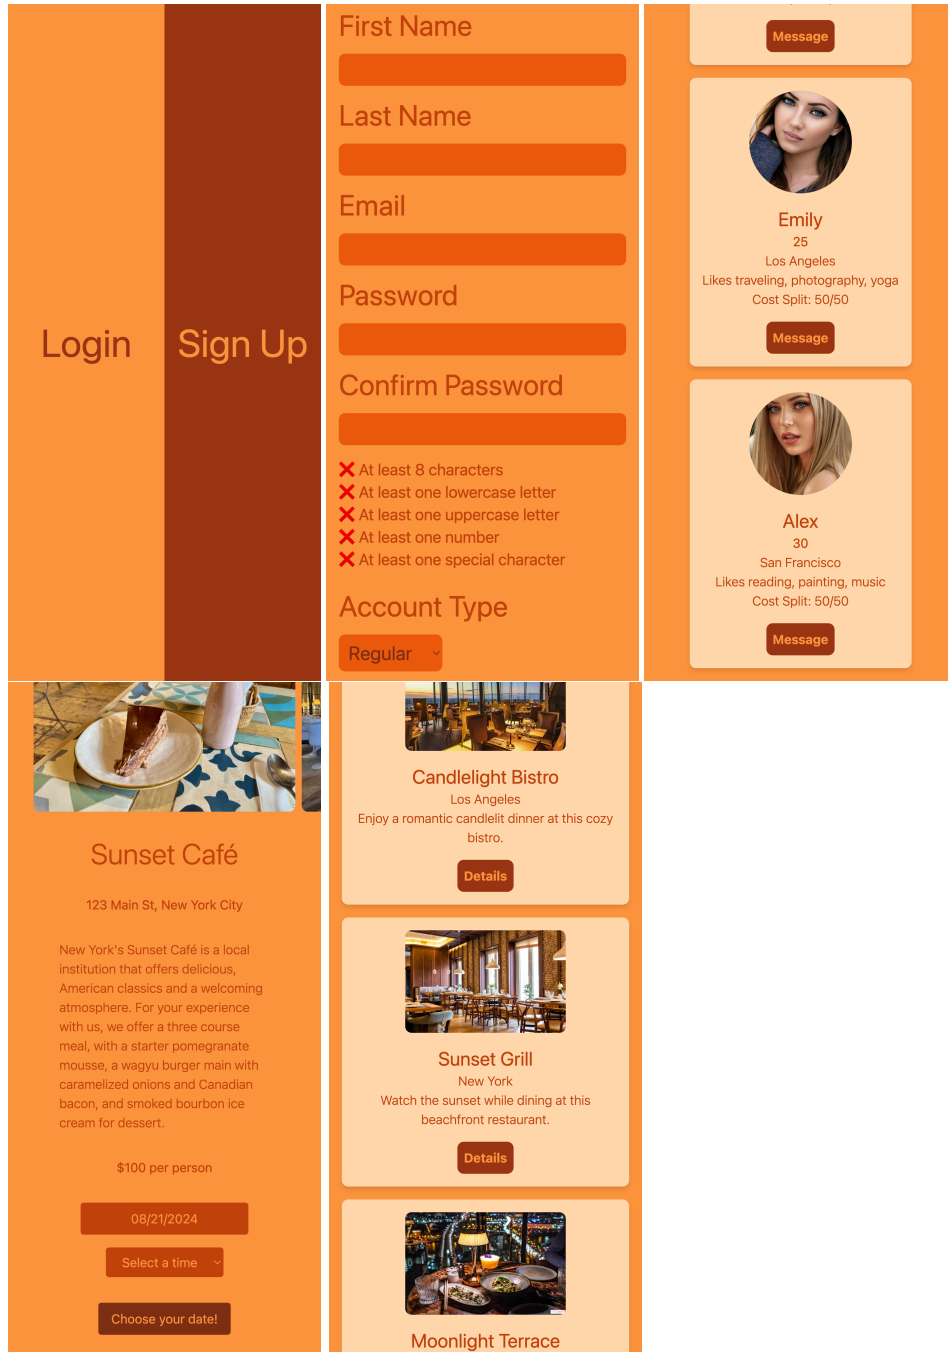 Login
Sign Up
First Name
Last Name
Email
Password
Confirm Password
❌ At least 8 characters
❌ At least one lowercase letter
❌ At least one uppercase letter
❌ At least one number
❌ At least one special character
Account Type
Regular
Message
Emily
25
Los Angeles
Likes traveling, photography, yoga
Cost Split: 50/50
Message
Alex
30
San Francisco
Likes reading, painting, music
Cost Split: 50/50
Message
Sunset Café
123 Main St, New York City
New York's Sunset Café is a local
institution that offers delicious,
American classics and a welcoming
atmosphere. For your experience
with us, we offer a three course
meal, with a starter pomegranate
mousse, a wagyu burger main with
caramelized onions and Canadian
bacon, and smoked bourbon ice
cream for dessert.
$100 per person
08/21/2024
Select a time
Choose your date!
Candlelight Bistro
Los Angeles
Enjoy a romantic candlelit dinner at this cozy
bistro.
Details
Sunset Grill
New York
Watch the sunset while dining at this
beachfront restaurant.
Details
Moonlight Terrace